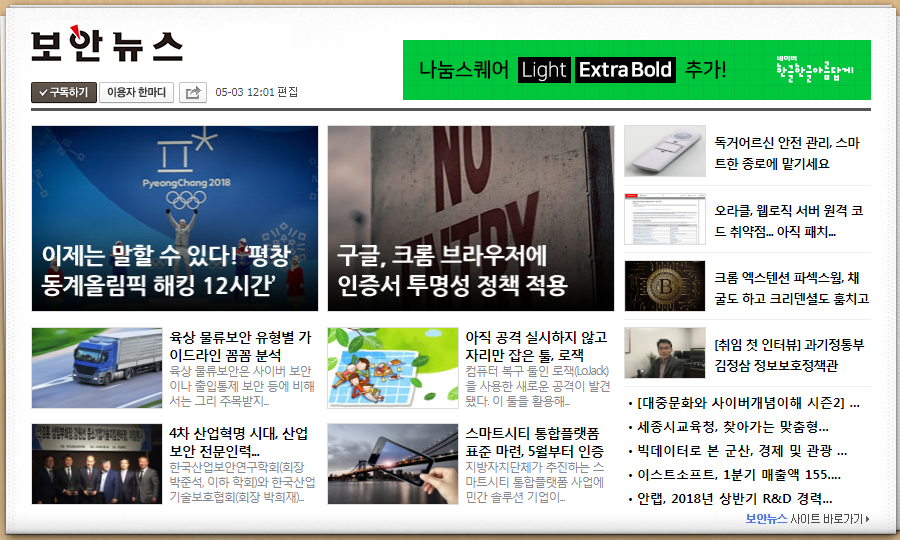 보안뉴스
나눔스퀘어 Light ExtraBold 추가!
네이버
한글한글아름답게
구독하기
이용자 한마디
05-03 12:01 편집
PyeongChang 2018
이제는 말할 수 있다! '평창
동계올림픽 해킹 12시간'
NO
ENTRY
구글, 크롬 브라우저에
인증서 투명성 정책 적용
독거어르신 안전 관리, 스마
트한 종로에 맡기세요
오라클, 웹로직 서버 원격 코
드 취약점... 아직 패치...
크롬 엑스텐션 파섹스웜, 채
굴도 하고 크리덴셜도 훔치고
[취임 첫 인터뷰] 과기정통부
김정삼 정보보호정책관
육상 물류보안 유형별 가
이드라인 꼼꼼 분석
육상 물류보안은 사이버 보안
이나 출입통제 보안 등에 비해
서는 그리 주목받지...
아직 공격 실시하지 않고
자리만 잡은 툴, 로잭
컴퓨터 복구 툴인 로잭(LoJack)
을 사용한 새로운 공격이 발견
됐다. 이 툴을 활용해...
4차 산업혁명 시대, 산업
보안 전문인력...
한국산업보안연구학회(회장
박준석, 이하 학회)와 한국산업
기술보호협회(회장 박희재)...
스마트시티 통합플랫폼
표준 마련, 5월부터 인증
지방자치단체가 추진하는 스
마트시티 통합플랫폼 사업에
민간 솔루션 기업이...
• [대중문화와 사이버개념이해 시즌2] ...
• 세종시교육청, 찾아가는 맞춤형...
• 빅데이터로 본 군산, 경제 및 관광 ...
• 이스트소프트, 1분기 매출액 155....
• 안랩, 2018년 상반기 R&D 경력...
보안뉴스 사이트 바로가기